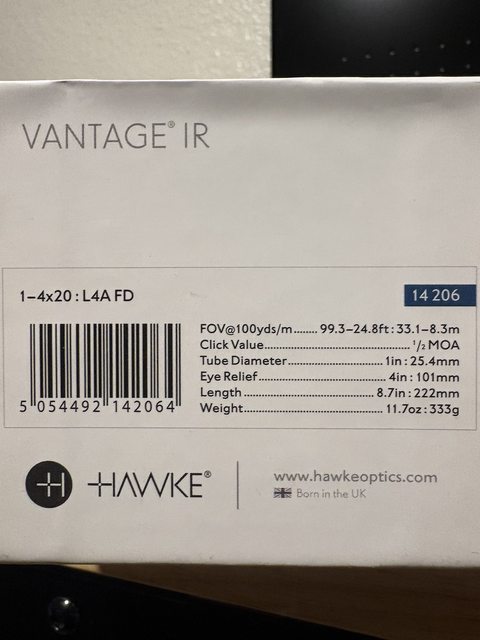 VANTAGE® IR
1–4x20 : L4A FD
14 206
FOV@100yds/m....... 99.3–24.8ft : 33.1–8.3m
Click Value.................................... ¹/₂ MOA
Tube Diameter........................ 1in : 25.4mm
Eye Relief............................... 4in : 101mm
Length................................ 8.7in : 222mm
Weight.................................. 11.7oz : 333g
5 054492 142064
HAWKE®
www.hawkeoptics.com
Born in the UK